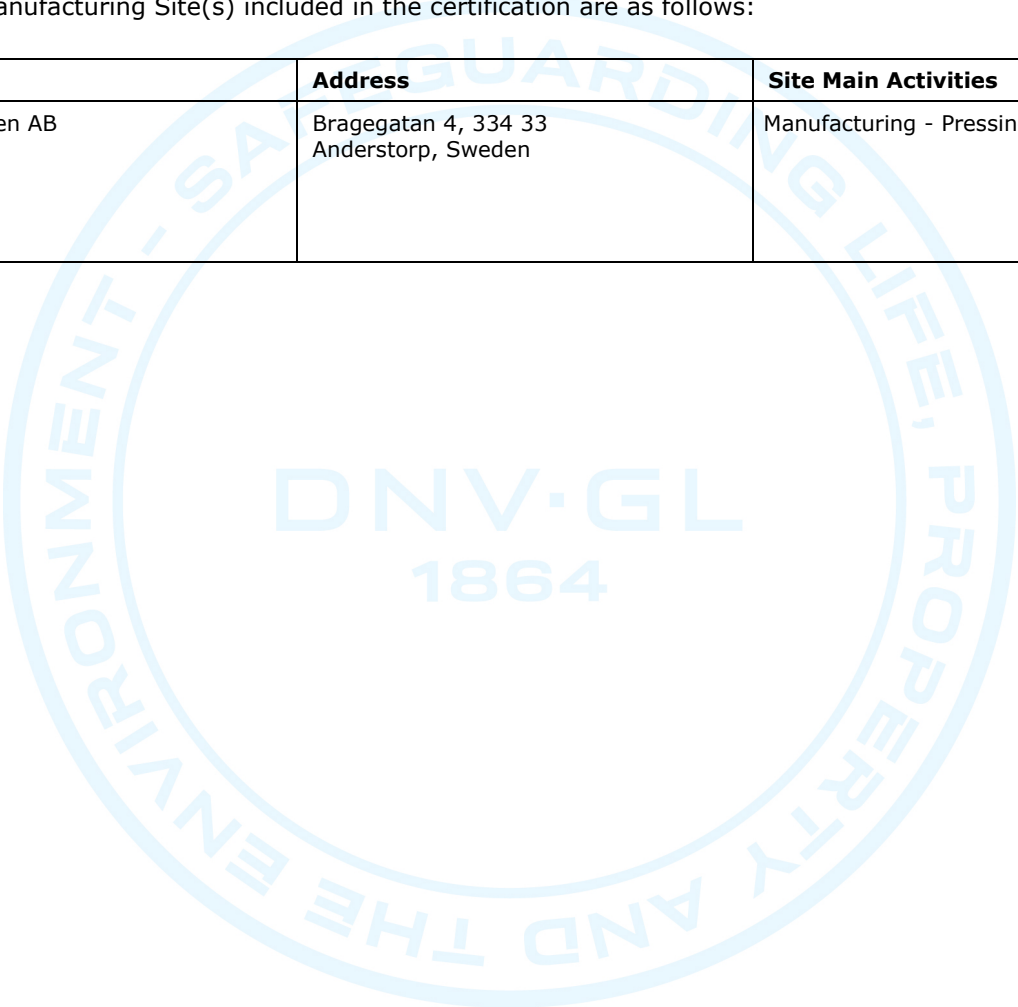 anufacturing Site(s) included in the certification are as follows:
Address Site Main Activities
en AB Bragegatan 4, 334 33 Manufacturing - Pressin
Anderstorp, Sweden
SAFEGUARDING LIFE, PROPERTY AND THE ENVIRONMENT -
DNV·GL
1864